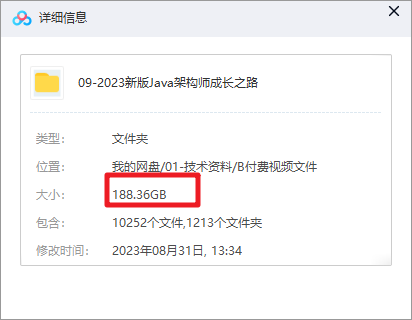 详细信息
09-2023新版Java架构师成长之路
类型: 文件夹
位置: 我的网盘/01-技术资料/B付费视频文件
大小: 188.36GB
包含: 10252个文件,1213个文件夹
修改时间: 2023年08月31日, 13:34